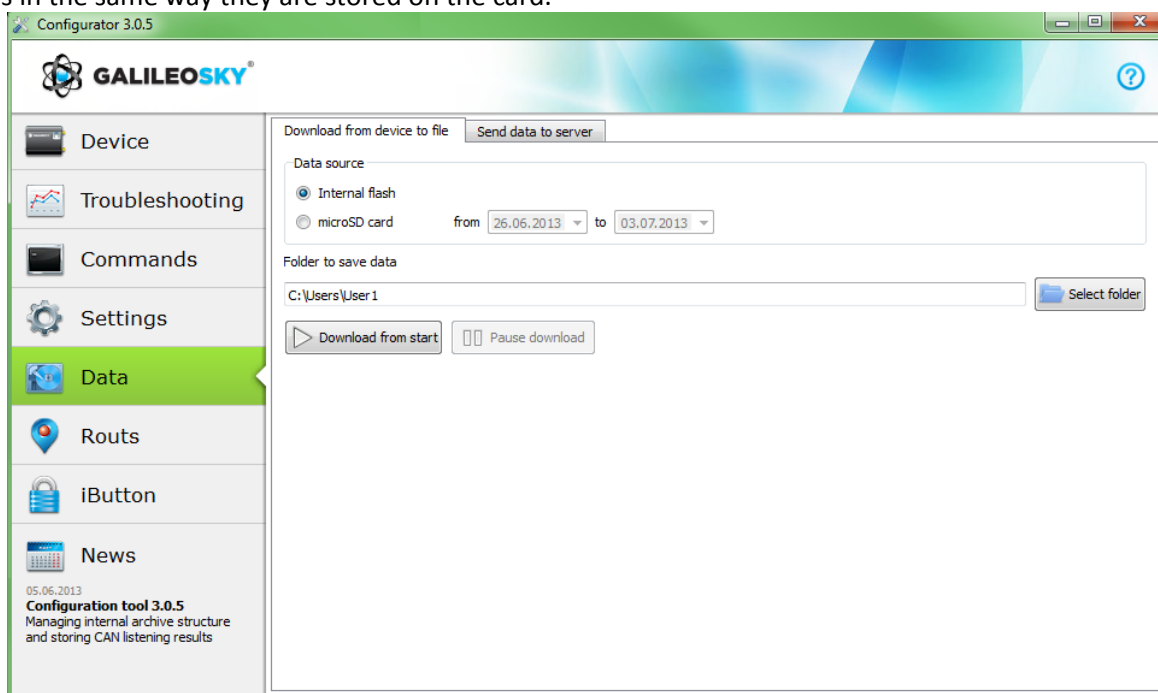 s in the same way they are stored on the card.
Configurator 3.0.5
GALILEOSKY®
Device
Troubleshooting
Commands
Settings
Data
Routs
iButton
News
05.06.2013
Configuration tool 3.0.5
Managing internal archive structure
and storing CAN listening results
Download from device to file Send data to server
Data source
Internal flash
microSD card from 26.06.2013 to 03.07.2013
Folder to save data
C:\Users\User1 Select folder
Download from start Pause download